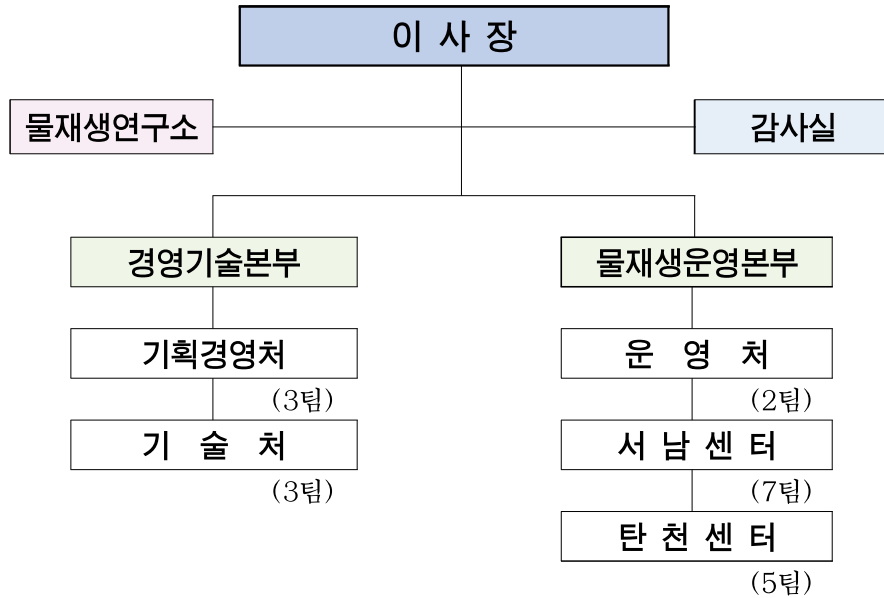 이 사 장
물재생연구소 감사실
경영기술본부 물재생운영본부
기획경영처 운 영 처
(3팀) (2팀)
기 술 처 서 남 센 터
(3팀) (7팀)
탄 천 센 터
(5팀)